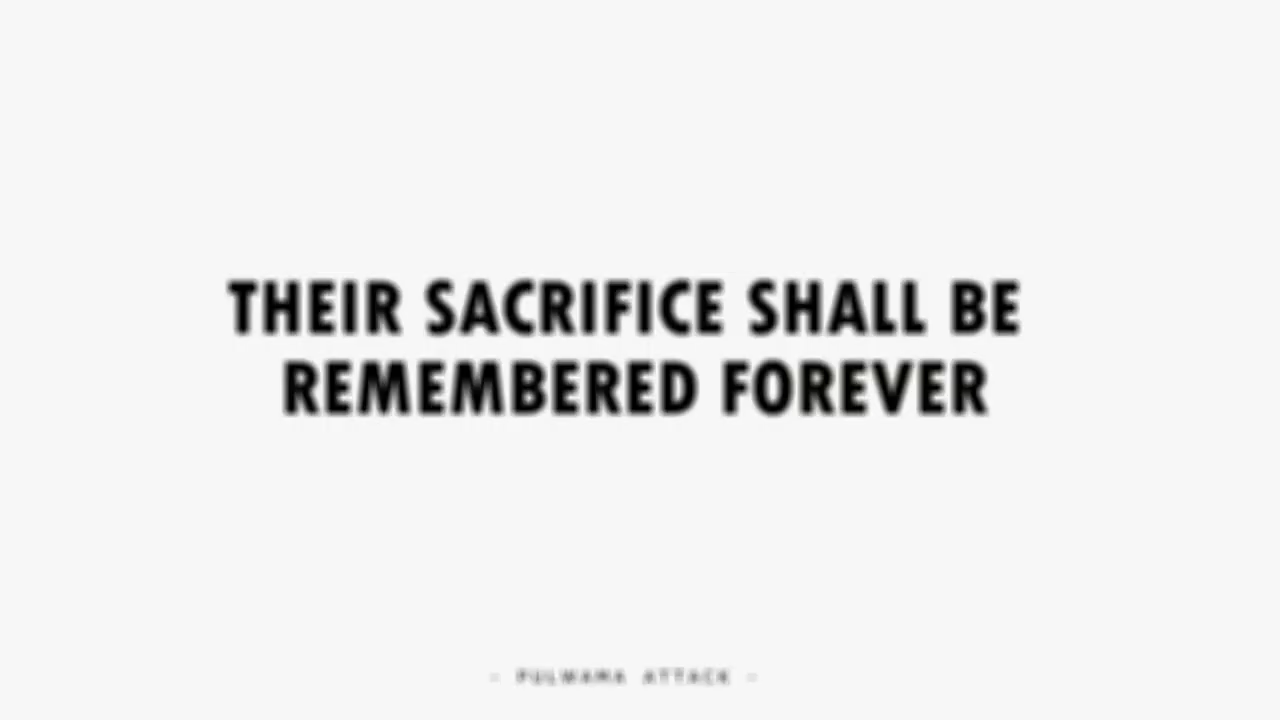 THEIR SACRIFICE SHALL BE
REMEMBERED FOREVER
- PULWAMA ATTACK -